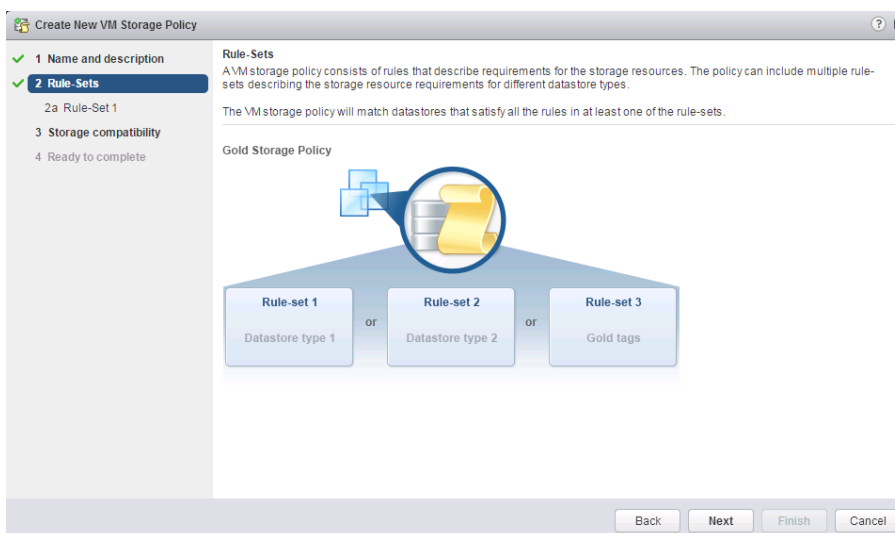 Create New VM Storage Policy
?
1 Name and description
2 Rule-Sets
2a Rule-Set 1
3 Storage compatibility
4 Ready to complete
Rule-Sets
A VM storage policy consists of rules that describe requirements for the storage resources. The policy can include multiple rule-
sets describing the storage resource requirements for different datastore types.
The VM storage policy will match datastores that satisfy all the rules in at least one of the rule-sets.
Gold Storage Policy
Rule-set 1
Datastore type 1
or
Rule-set 2
Datastore type 2
or
Rule-set 3
Gold tags
Back
Next
Finish
Cancel